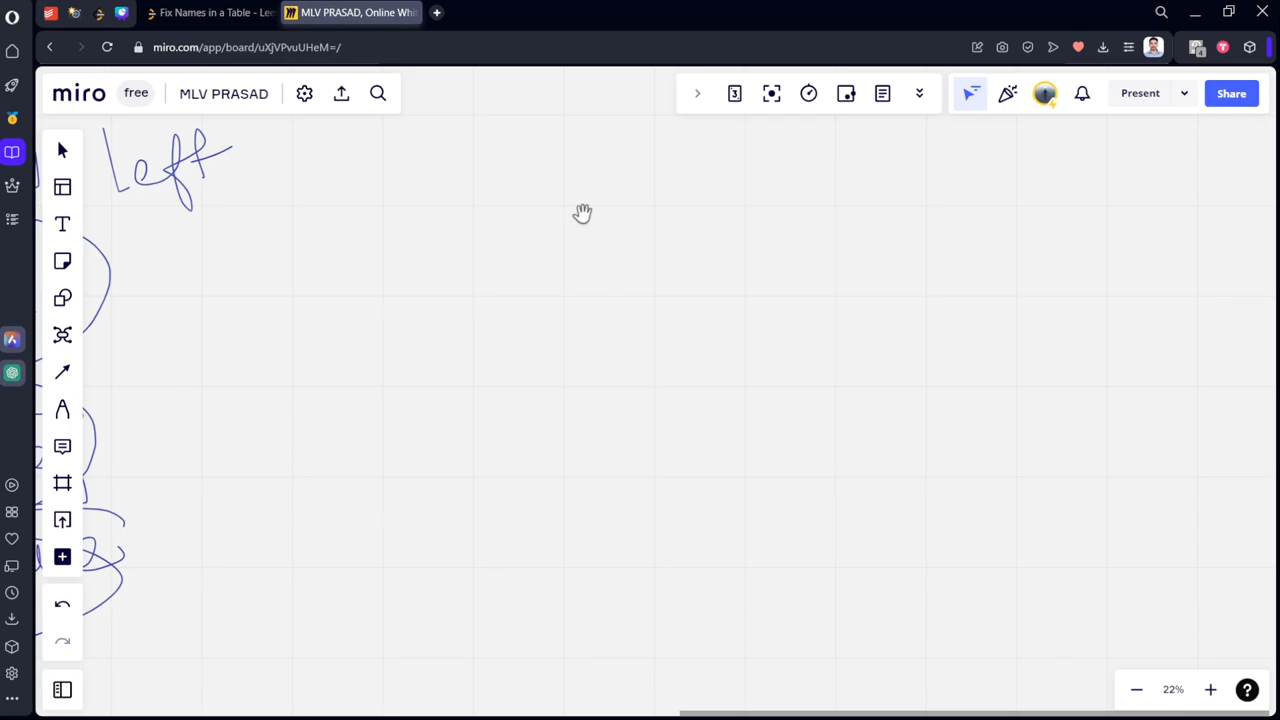 Fix Names in a Table - Lee
MLV PRASAD, Online Whi
miro.com/app/board/uXjVPvuUHeM=/
miro free MLV PRASAD
3
Present
Share
Left
22%